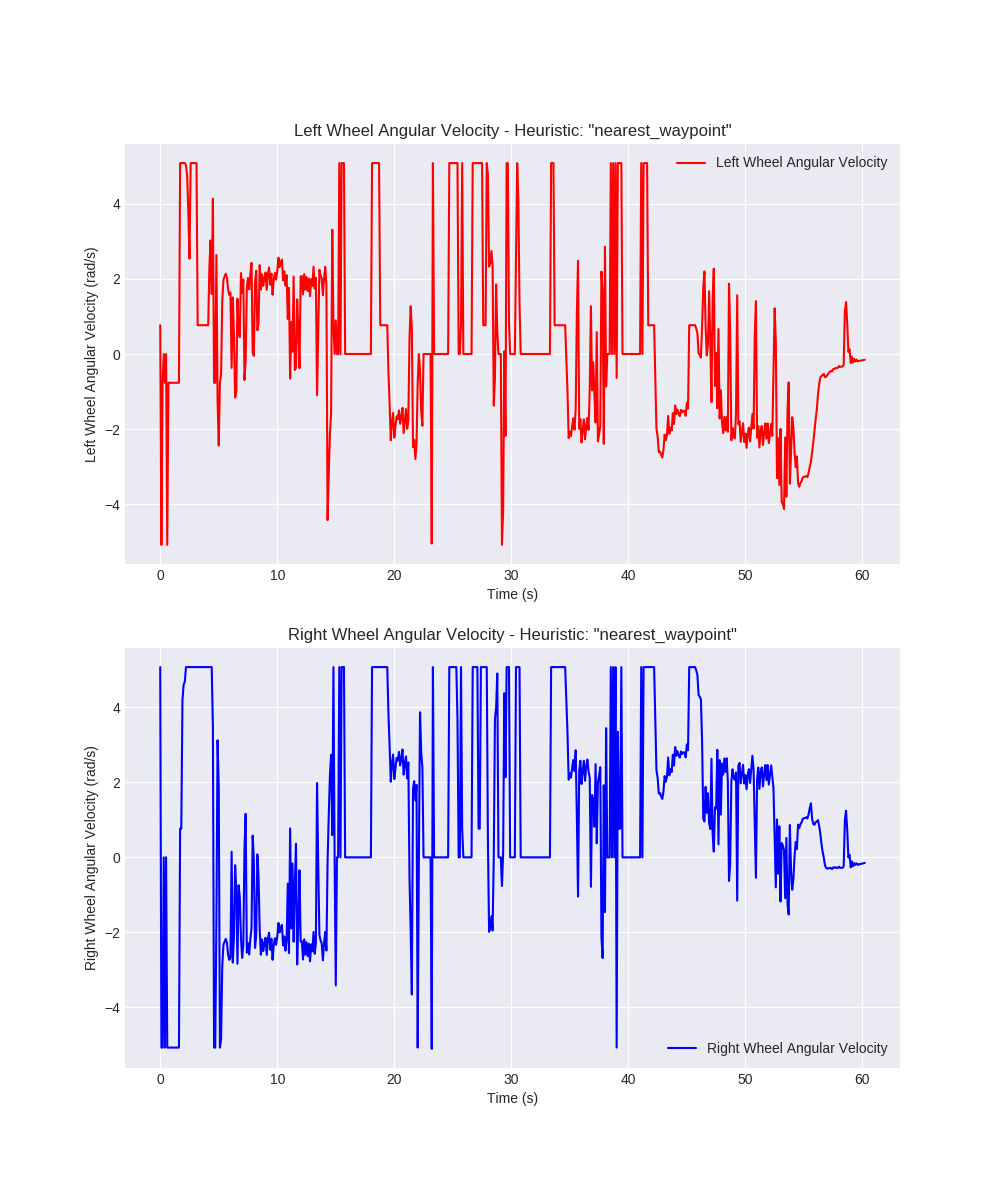 Left Wheel Angular Velocity - Heuristic: "nearest_waypoint"
Left Wheel Angular Velocity
4
2
0
−2
−4
Left Wheel Angular Velocity (rad/s)
0 10 20 30 40 50 60
Time (s)
Right Wheel Angular Velocity - Heuristic: "nearest_waypoint"
4
2
0
−2
−4
Right Wheel Angular Velocity (rad/s)
Right Wheel Angular Velocity
0 10 20 30 40 50 60
Time (s)